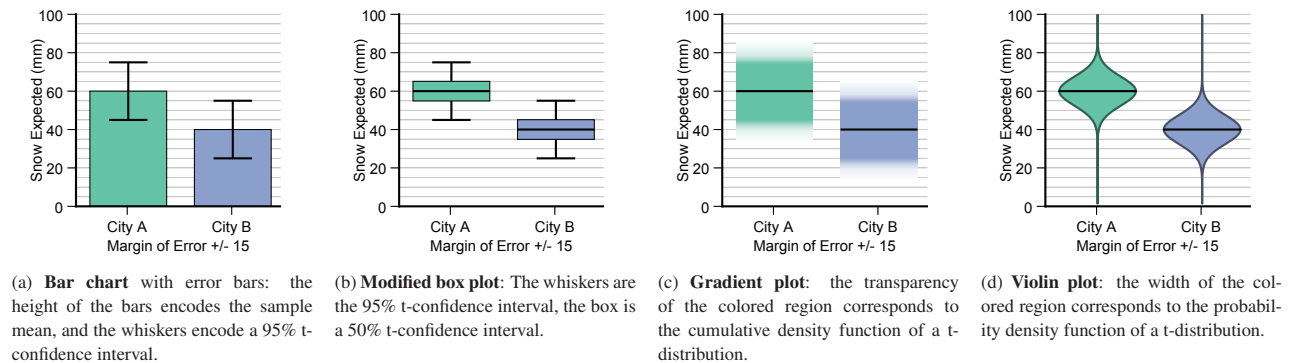 100
80
60
40
20
0
Snow Expected (mm)
City A City B
Margin of Error +/- 15
100
80
60
40
20
0
Snow Expected (mm)
City A City B
Margin of Error +/- 15
100
80
60
40
20
0
Snow Expected (mm)
City A City B
Margin of Error +/- 15
100
80
60
40
20
0
Snow Expected (mm)
City A City B
Margin of Error +/- 15
(a) Bar chart with error bars: the
height of the bars encodes the sample
mean, and the whiskers encode a 95% t-
confidence interval.
(b) Modified box plot: The whiskers are
the 95% t-confidence interval, the box is
a 50% t-confidence interval.
(c) Gradient plot: the transparency
of the colored region corresponds to
the cumulative density function of a t-
distribution.
(d) Violin plot: the width of the col-
ored region corresponds to the probabil-
ity density function of a t-distribution.